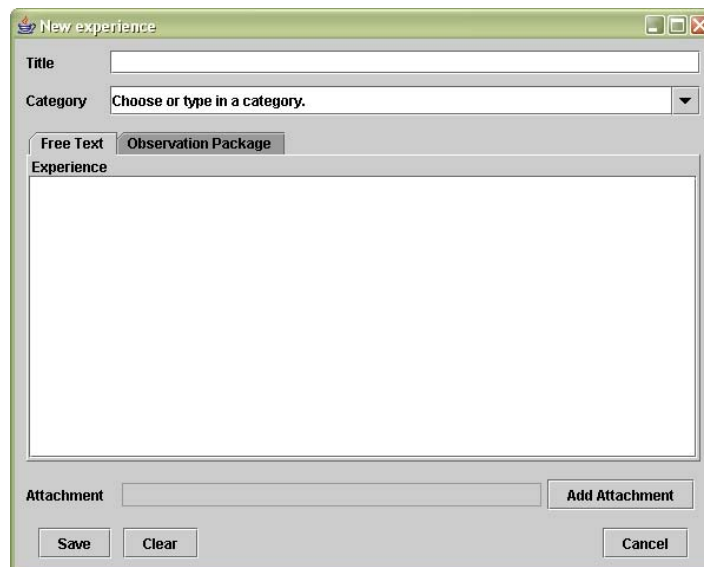 New experience
Title
Category Choose or type in a category.
Free Text Observation Package
Experience
Attachment Add Attachment
Save Clear Cancel